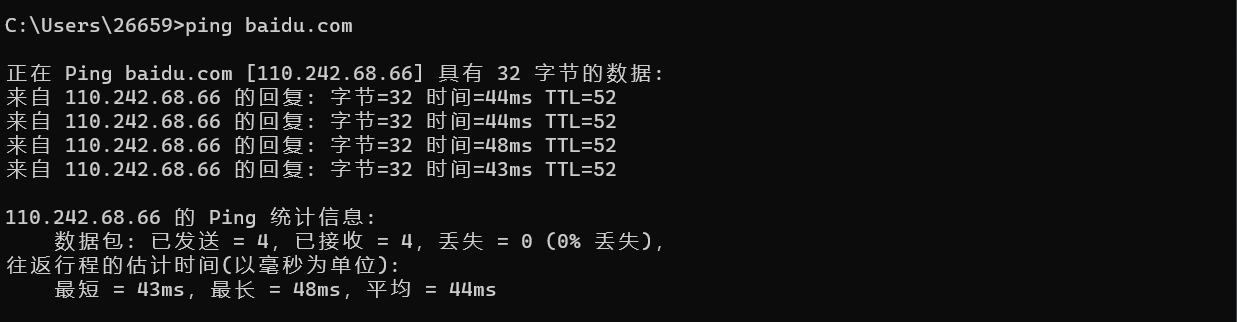 C:\Users\26659>ping baidu.com
正在 Ping baidu.com [110.242.68.66] 具有 32 字节的数据:
来自 110.242.68.66 的回复: 字节=32 时间=44ms TTL=52
来自 110.242.68.66 的回复: 字节=32 时间=44ms TTL=52
来自 110.242.68.66 的回复: 字节=32 时间=48ms TTL=52
来自 110.242.68.66 的回复: 字节=32 时间=43ms TTL=52
110.242.68.66 的 Ping 统计信息:
数据包: 已发送 = 4, 已接收 = 4, 丢失 = 0 (0% 丢失),
往返行程的估计时间(以毫秒为单位):
最短 = 43ms, 最长 = 48ms, 平均 = 44ms